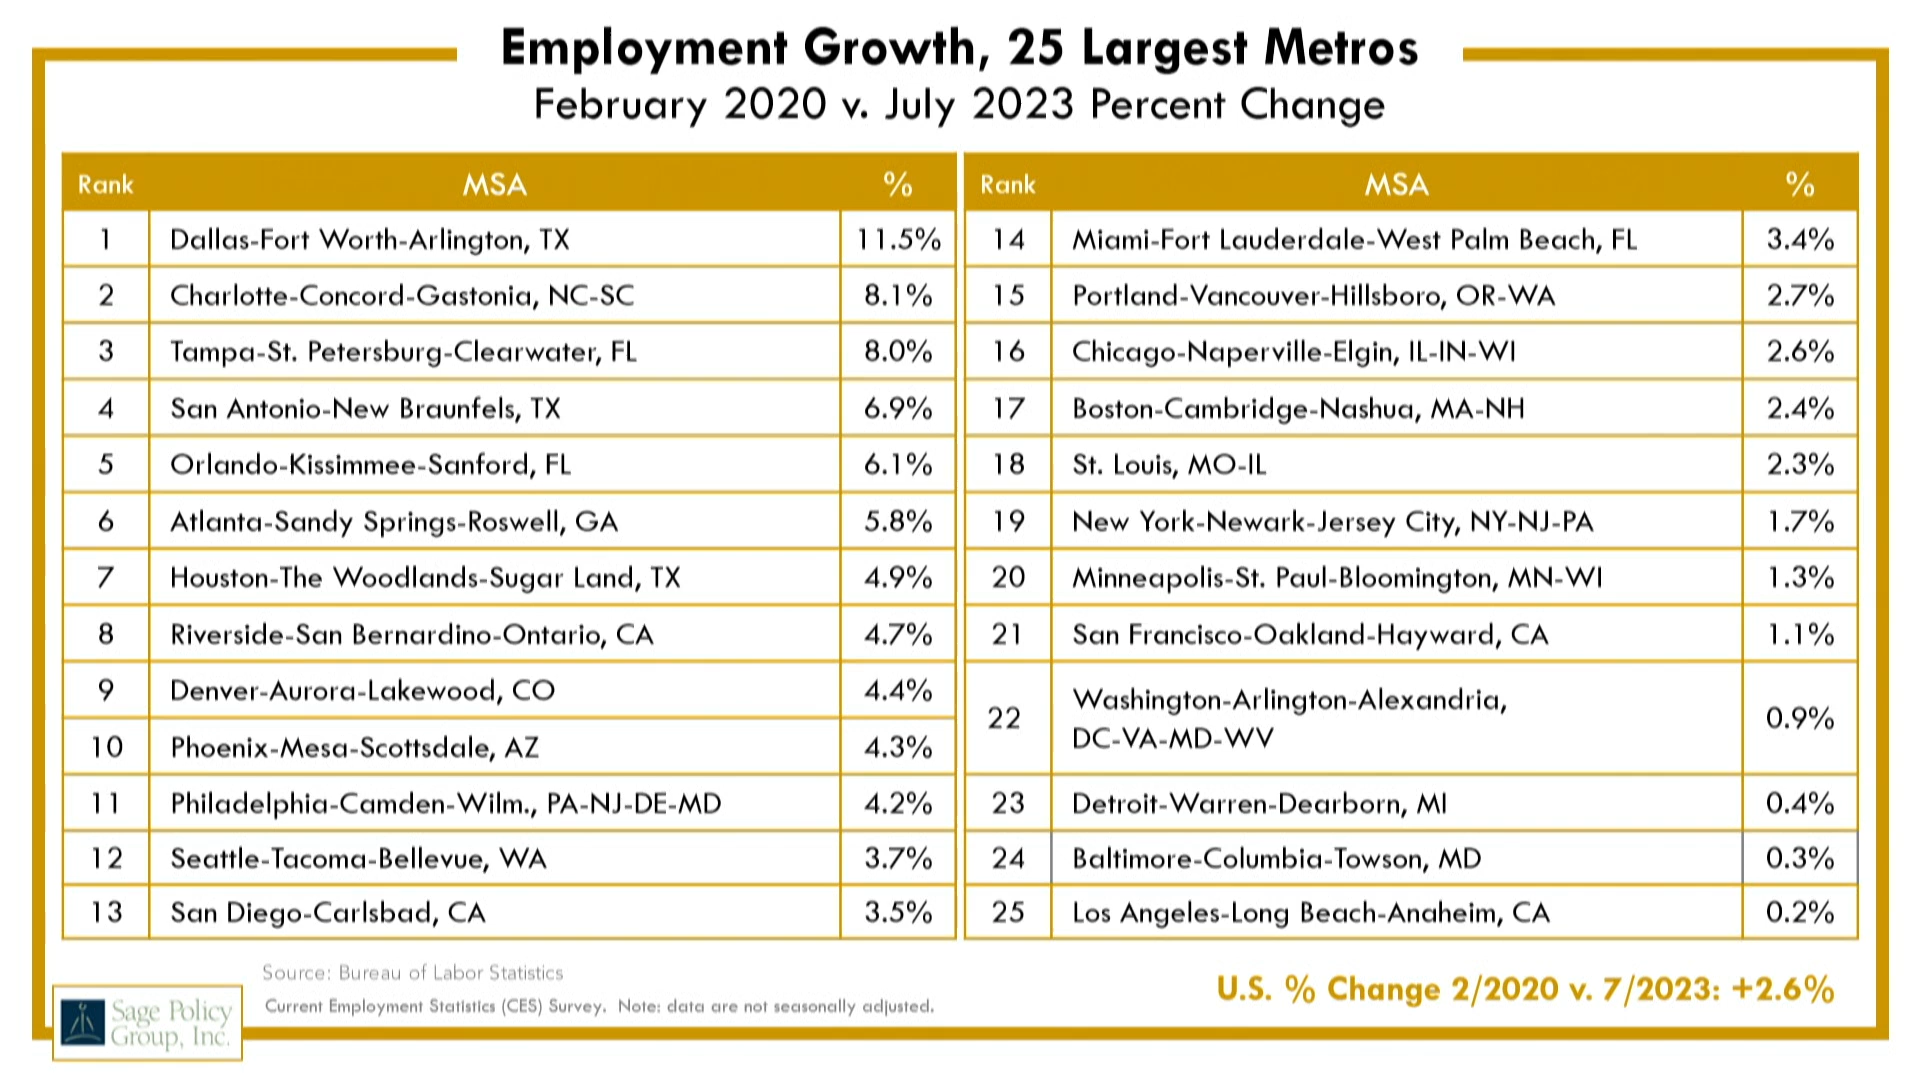 Employment Growth, 25 Largest Metros
February 2020 v. July 2023 Percent Change
Rank MSA %
1 Dallas-Fort Worth-Arlington, TX 11.5%
2 Charlotte-Concord-Gastonia, NC-SC 8.1%
3 Tampa-St. Petersburg-Clearwater, FL 8.0%
4 San Antonio-New Braunfels, TX 6.9%
5 Orlando-Kissimmee-Sanford, FL 6.1%
6 Atlanta-Sandy Springs-Roswell, GA 5.8%
7 Houston-The Woodlands-Sugar Land, TX 4.9%
8 Riverside-San Bernardino-Ontario, CA 4.7%
9 Denver-Aurora-Lakewood, CO 4.4%
10 Phoenix-Mesa-Scottsdale, AZ 4.3%
11 Philadelphia-Camden-Wilm., PA-NJ-DE-MD 4.2%
12 Seattle-Tacoma-Bellevue, WA 3.7%
13 San Diego-Carlsbad, CA 3.5%
Rank MSA %
14 Miami-Fort Lauderdale-West Palm Beach, FL 3.4%
15 Portland-Vancouver-Hillsboro, OR-WA 2.7%
16 Chicago-Naperville-Elgin, IL-IN-WI 2.6%
17 Boston-Cambridge-Nashua, MA-NH 2.4%
18 St. Louis, MO-IL 2.3%
19 New York-Newark-Jersey City, NY-NJ-PA 1.7%
20 Minneapolis-St. Paul-Bloomington, MN-WI 1.3%
21 San Francisco-Oakland-Hayward, CA 1.1%
22 Washington-Arlington-Alexandria,
DC-VA-MD-WV 0.9%
23 Detroit-Warren-Dearborn, MI 0.4%
24 Baltimore-Columbia-Towson, MD 0.3%
25 Los Angeles-Long Beach-Anaheim, CA 0.2%
Source: Bureau of Labor Statistics
Current Employment Statistics (CES) Survey. Note: data are not seasonally adjusted.
U.S. % Change 2/2020 v. 7/2023: +2.6%
Sage Policy
Group, Inc.